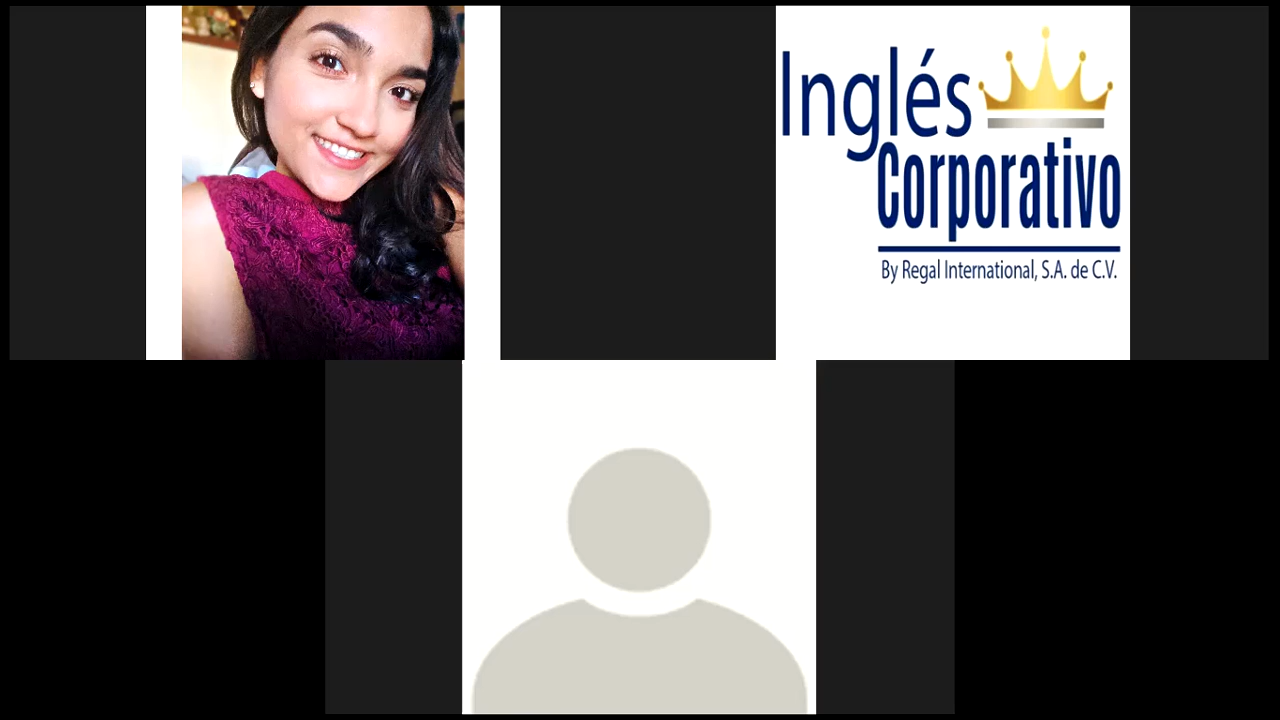 Inglés
Corporativo
By Regal International, S.A. de C.V.